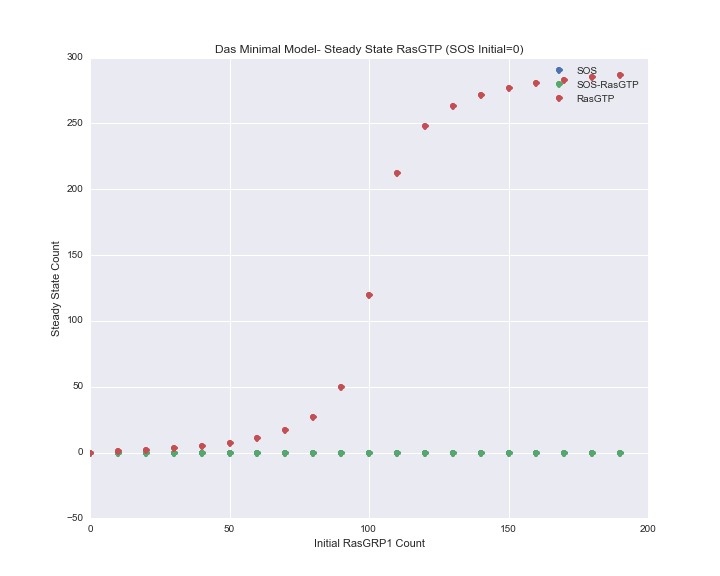 Das Minimal Model- Steady State RasGTP (SOS Initial=0)
300
250
200
150
100
50
0
−50
Steady State Count
SOS
SOS-RasGTP
RasGTP
0
50
100
150
200
Initial RasGRP1 Count